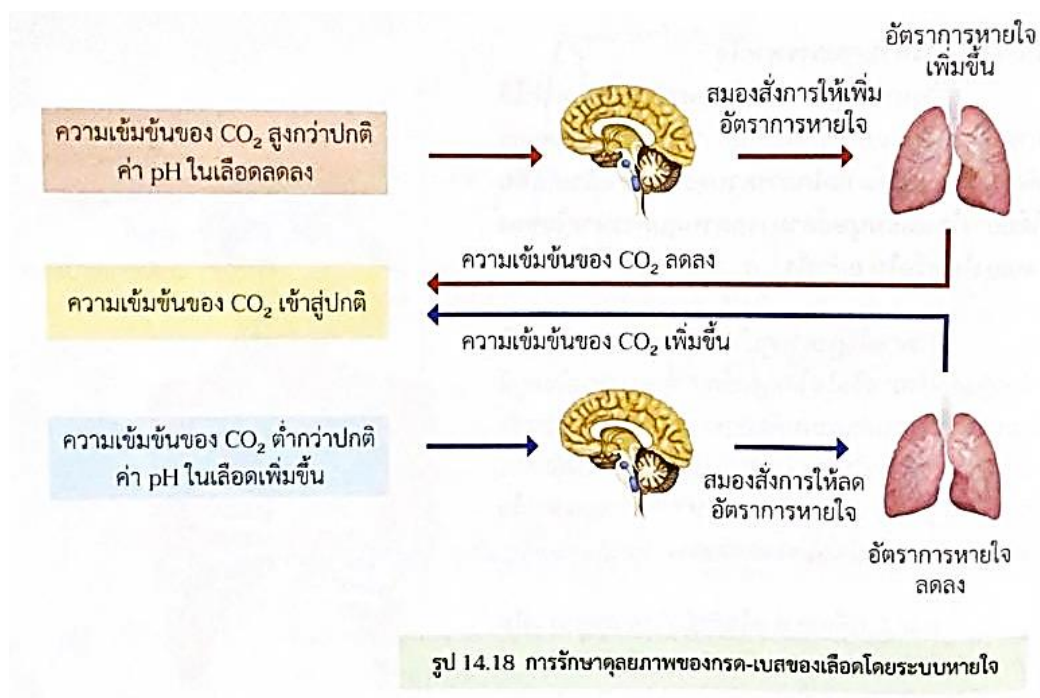 อัตราการหายใจ
เพิ่มขึ้น
สมองสั่งการให้เพิ่ม
อัตราการหายใจ
ความเข้มข้นของ CO₂ สูงกว่าปกติ
ค่า pH ในเลือดลดลง
ความเข้มข้นของ CO₂ ลดลง
ความเข้มข้นของ CO₂ เข้าสู่ปกติ
ความเข้มข้นของ CO₂ เพิ่มขึ้น
ความเข้มข้นของ CO₂ ต่ำกว่าปกติ
ค่า pH ในเลือดเพิ่มขึ้น
สมองสั่งการให้ลด
อัตราการหายใจ
อัตราการหายใจ
ลดลง
รูป 14.18 การรักษาดุลยภาพของกรด-เบสของเลือดโดยระบบหายใจ